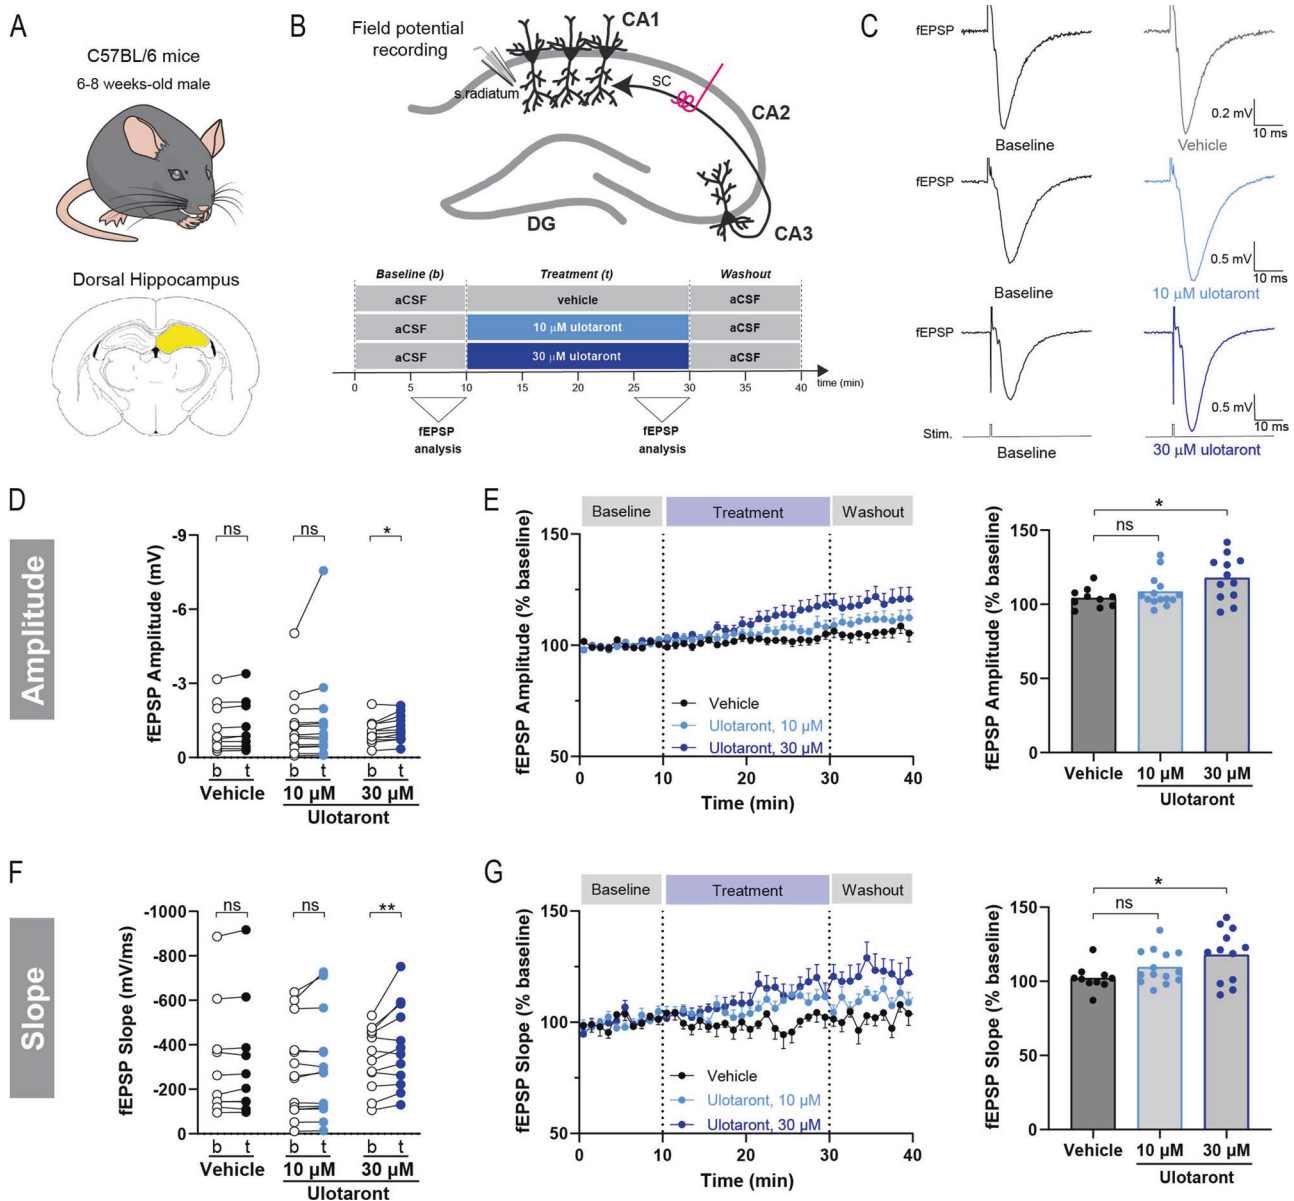 A
C57BL/6 mice
6-8 weeks-old male
Dorsal Hippocampus
B
Field potential
recording
CA1
s.radiatum
SC
CA2
DG
CA3
Baseline (b)
Treatment (t)
Washout
aCSF
vehicle
aCSF
aCSF
10 µM ulotaront
aCSF
aCSF
30 µM ulotaront
aCSF
0
5
10
15
20
25
30
35
40
time (min)
fEPSP
analysis
fEPSP
analysis
C
fEPSP
0.2 mV
10 ms
Baseline
Vehicle
fEPSP
0.5 mV
10 ms
Baseline
10 µM ulotaront
fEPSP
0.5 mV
10 ms
Stim.
Baseline
30 µM ulotaront
D
Amplitude
fEPSP Amplitude (mV)
-9
-6
-3
0
ns
ns
*
b
t
b
t
b
t
Vehicle
10 µM
30 µM
Ulotaront
E
Baseline
Treatment
Washout
fEPSP Amplitude (% baseline)
150
100
50
Vehicle
Ulotaront, 10 µM
Ulotaront, 30 µM
0
10
20
30
40
Time (min)
fEPSP Amplitude (% baseline)
150
100
50
0
*
ns
Vehicle
10 µM
30 µM
Ulotaront
F
Slope
fEPSP Slope (mV/ms)
-1000
-800
-600
-400
-200
0
ns
ns
**
b
t
b
t
b
t
Vehicle
10 µM
30 µM
Ulotaront
G
Baseline
Treatment
Washout
fEPSP Slope (% baseline)
150
100
50
Vehicle
Ulotaront, 10 µM
Ulotaront, 30 µM
0
10
20
30
40
Time (min)
fEPSP Slope (% baseline)
150
100
50
0
*
ns
Vehicle
10 µM
30 µM
Ulotaront